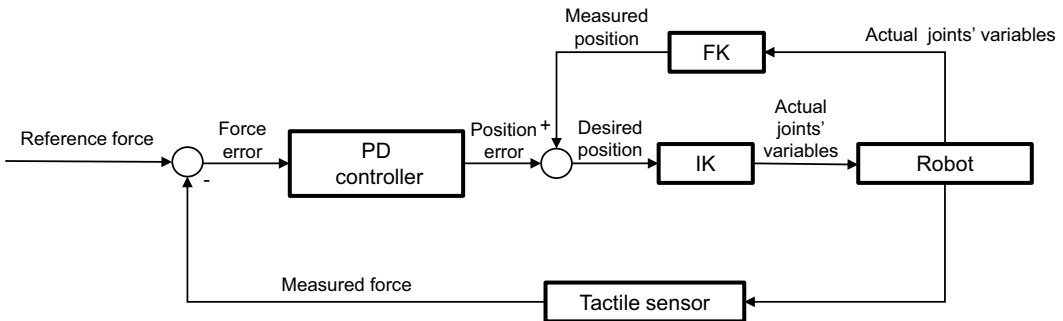 Measured
position
FK
Actual joints' variables
Reference force
Force
error
-
PD
controller
Position
error
+
Desired
position
IK
Actual
joints'
variables
Robot
Measured force
Tactile sensor